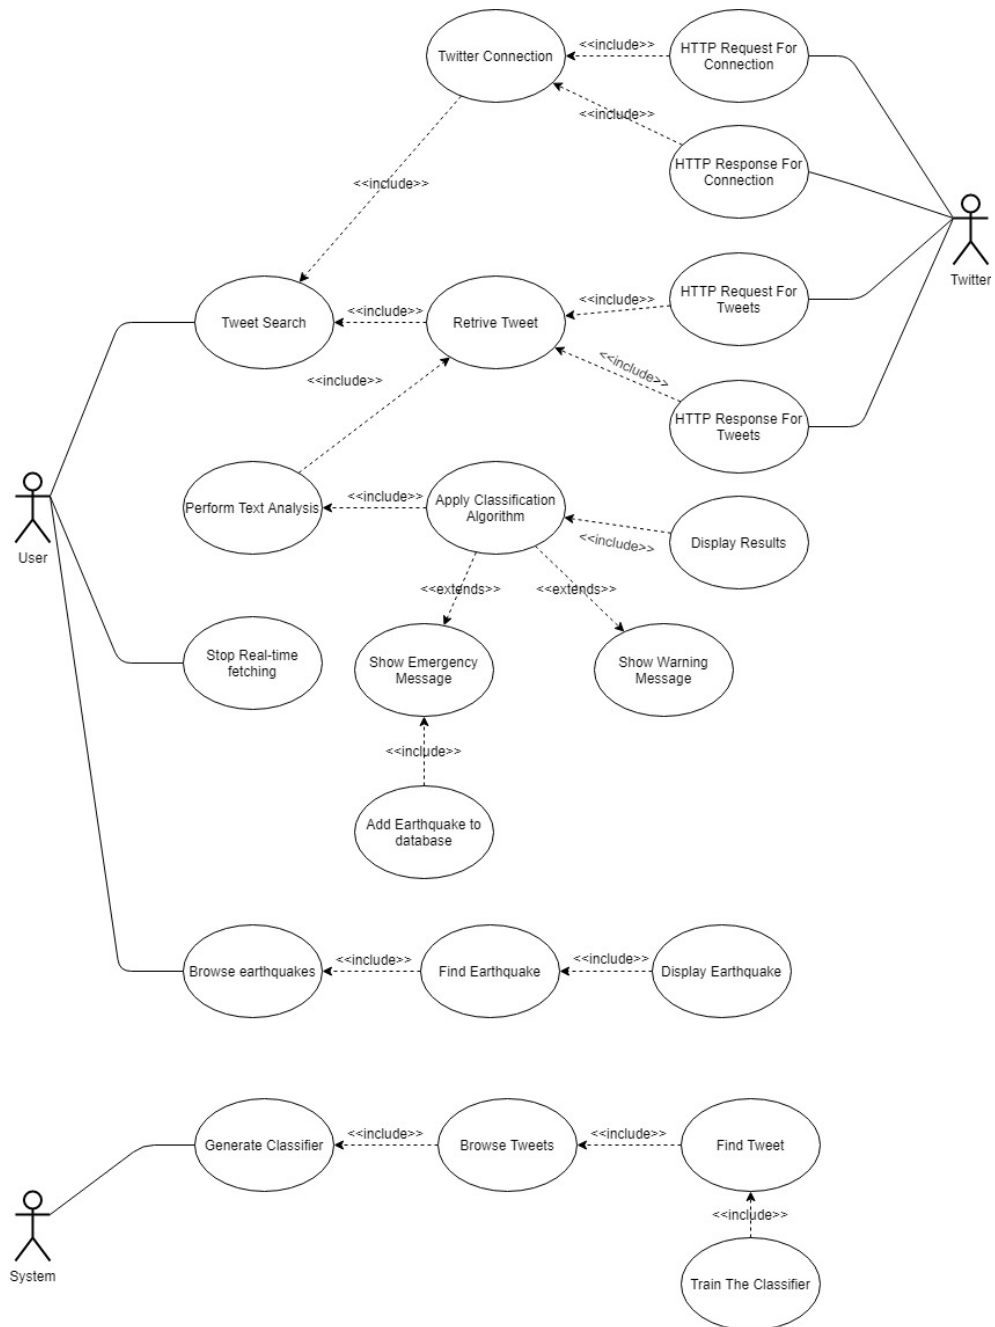 Twitter Connection
<<include>>
HTTP Request For
Connection
<<include>>
HTTP Response For
Connection
<<include>>
Twitter
Tweet Search
<<include>>
Retrive Tweet
<<include>>
HTTP Request For
Tweets
<<include>>
<<include>>
HTTP Response For
Tweets
User
Perform Text Analysis
<<include>>
Apply Classification
Algorithm
<<include>>
Display Results
<<extends>>
<<extends>>
Stop Real-time
fetching
Show Emergency
Message
Show Warning
Message
<<include>>
Add Earthquake to
database
Browse earthquakes
<<include>>
Find Earthquake
<<include>>
Display Earthquake
Generate Classifier
<<include>>
Browse Tweets
<<include>>
Find Tweet
<<include>>
System
Train The Classifier